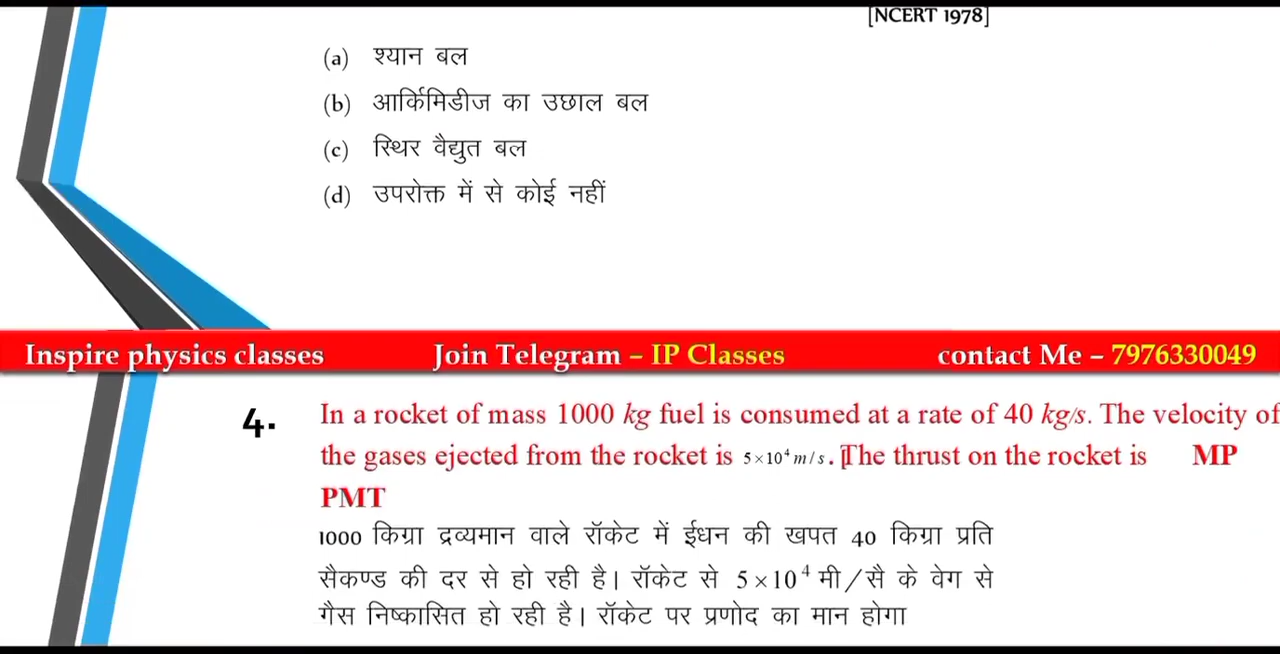 [NCERT 1978]
(a) श्यान बल
(b) आर्किमिडीज का उछाल बल
(c) स्थिर वैद्युत बल
(d) उपरोक्त में से कोई नहीं
Inspire physics classes Join Telegram – IP Classes contact Me – 7976330049
4. In a rocket of mass 1000 kg fuel is consumed at a rate of 40 kg/s. The velocity of
the gases ejected from the rocket is 5×10⁴ m/s. The thrust on the rocket is MP
PMT
1000 किग्रा द्रव्यमान वाले रॉकेट में ईधन की खपत 40 किग्रा प्रति
सैकण्ड की दर से हो रही है। रॉकेट से 5×10⁴ मी/सै के वेग से
गैस निष्कासित हो रही है। रॉकेट पर प्रणोद का मान होगा